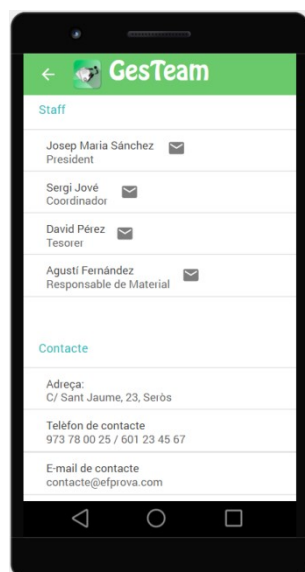 GesTeam
Staff
Josep Maria Sánchez
President
Sergi Jové
Coordinador
David Pérez
Tesorer
Agustí Fernández
Responsable de Material
Contacte
Adreça:
C/ Sant Jaume, 23, Seròs
Telèfon de contacte
973 78 00 25 / 601 23 45 67
E-mail de contacte
contacte@efprova.com